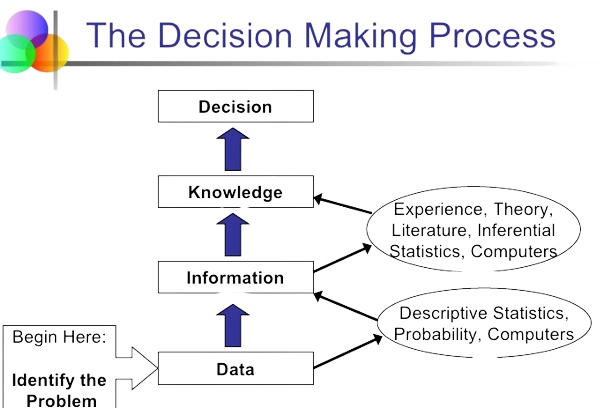 The Decision Making Process
Decision
Knowledge
Experience, Theory,
Literature, Inferential
Statistics, Computers
Information
Descriptive Statistics,
Probability, Computers
Begin Here:
Identify the
Problem
Data